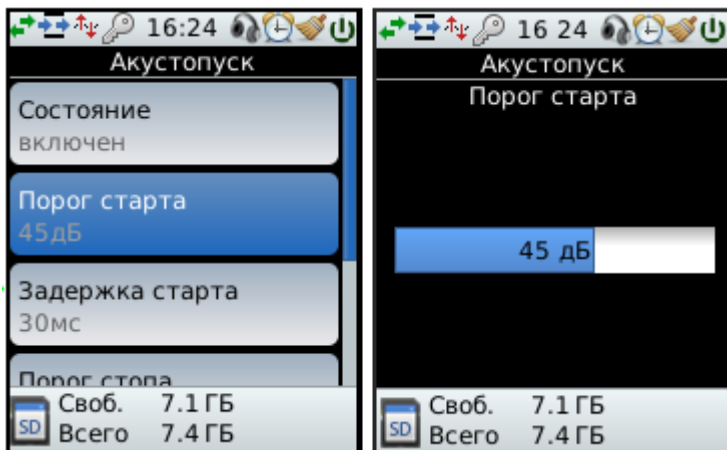 16:24
Акустопуск
Состояние
включен
Порог старта
45дБ
Задержка старта
30мс
Порог стопа
SD
Своб. 7.1 ГБ
Всего 7.4 ГБ
16 24
Акустопуск
Порог старта
45 дБ
SD
Своб. 7.1 ГБ
Всего 7.4 ГБ